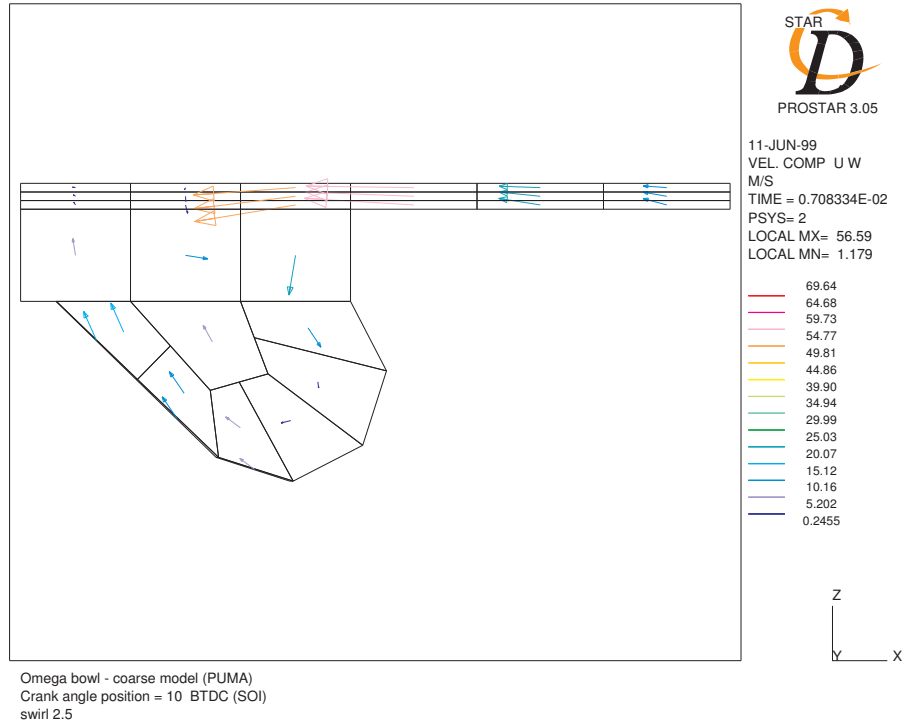 STAR
D
PROSTAR 3.05
11-JUN-99
VEL. COMP U W
M/S
TIME = 0.708334E-02
PSYS= 2
LOCAL MX= 56.59
LOCAL MN= 1.179
69.64
64.68
59.73
54.77
49.81
44.86
39.90
34.94
29.99
25.03
20.07
15.12
10.16
5.202
0.2455
Z
Y X
Omega bowl - coarse model (PUMA)
Crank angle position = 10 BTDC (SOI)
swirl 2.5